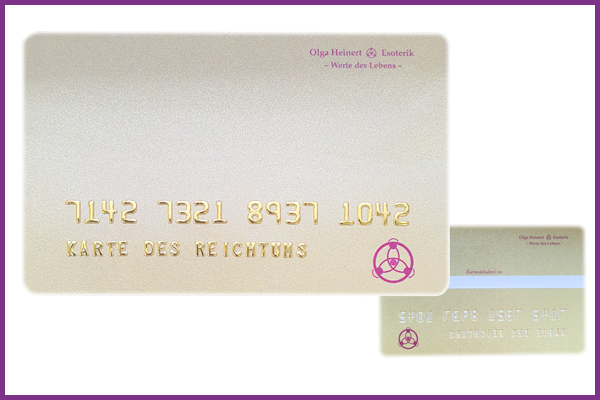 Olga Heinert Esoterik
~ Werte des Lebens ~
7142 7321 8937 1042
KARTE DES REICHTUMS
Olga Heinert Esoterik
~ Werte des Lebens ~